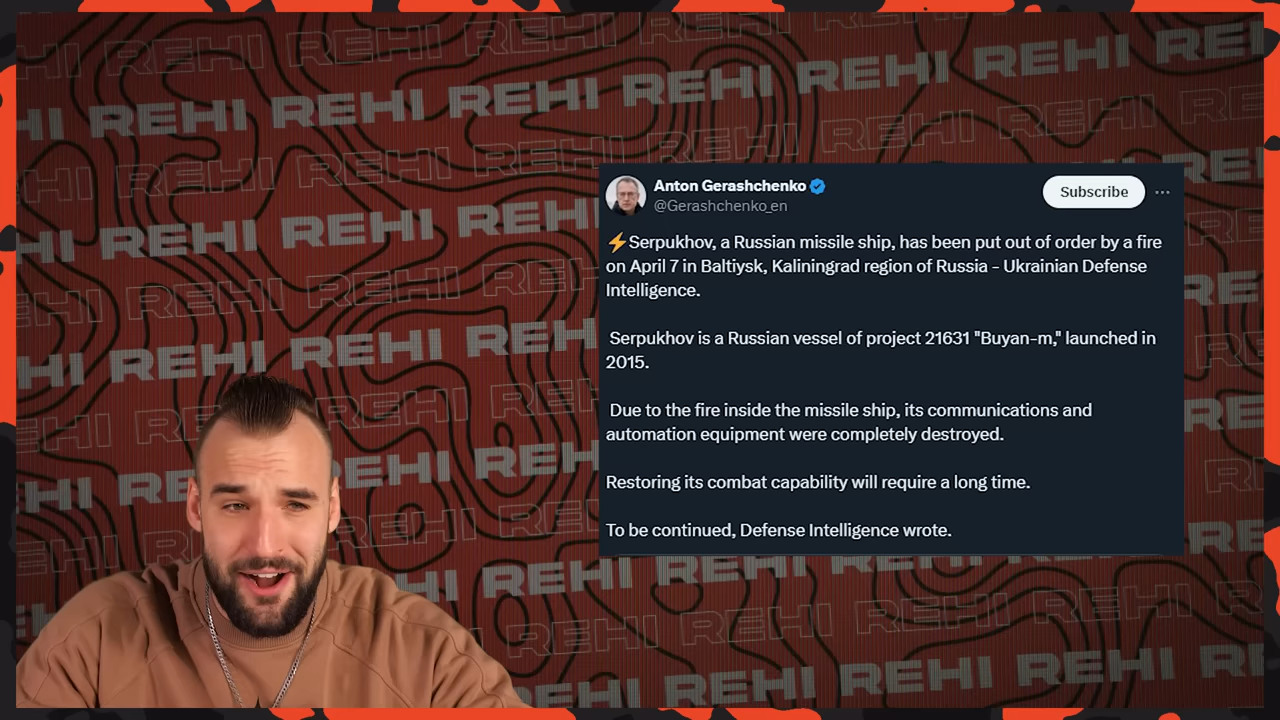 REHI REHI REHI REHI REHI REHI REHI
Anton Gerashchenko
@Gerashchenko_en
Subscribe
⚡Serpukhov, a Russian missile ship, has been put out of order by a fire
on April 7 in Baltiysk, Kaliningrad region of Russia - Ukrainian Defense
Intelligence.
Serpukhov is a Russian vessel of project 21631 "Buyan-m," launched in
2015.
Due to the fire inside the missile ship, its communications and
automation equipment were completely destroyed.
Restoring its combat capability will require a long time.
To be continued, Defense Intelligence wrote.